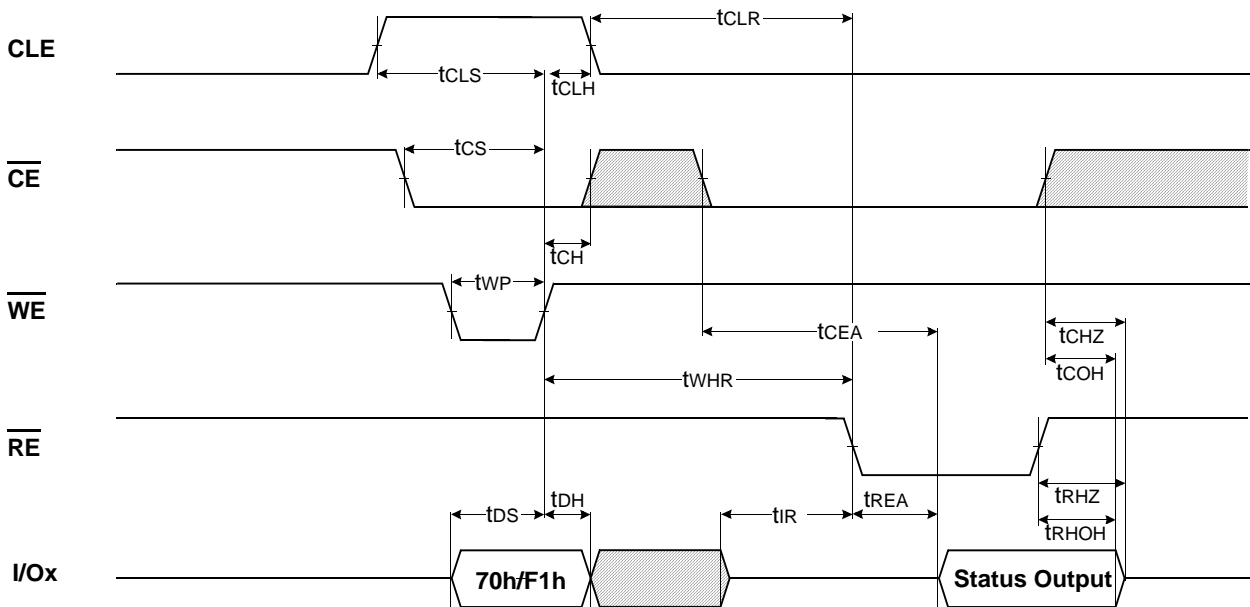 tCLR
CLE
tCLS
tCLH
tCS
CE
tCH
tWP
WE
tCEA
tCHZ
tCOH
tWHR
RE
tRHZ
tDH
tDS
tIR
tREA
tRHOH
I/Ox
70h/F1h
Status Output